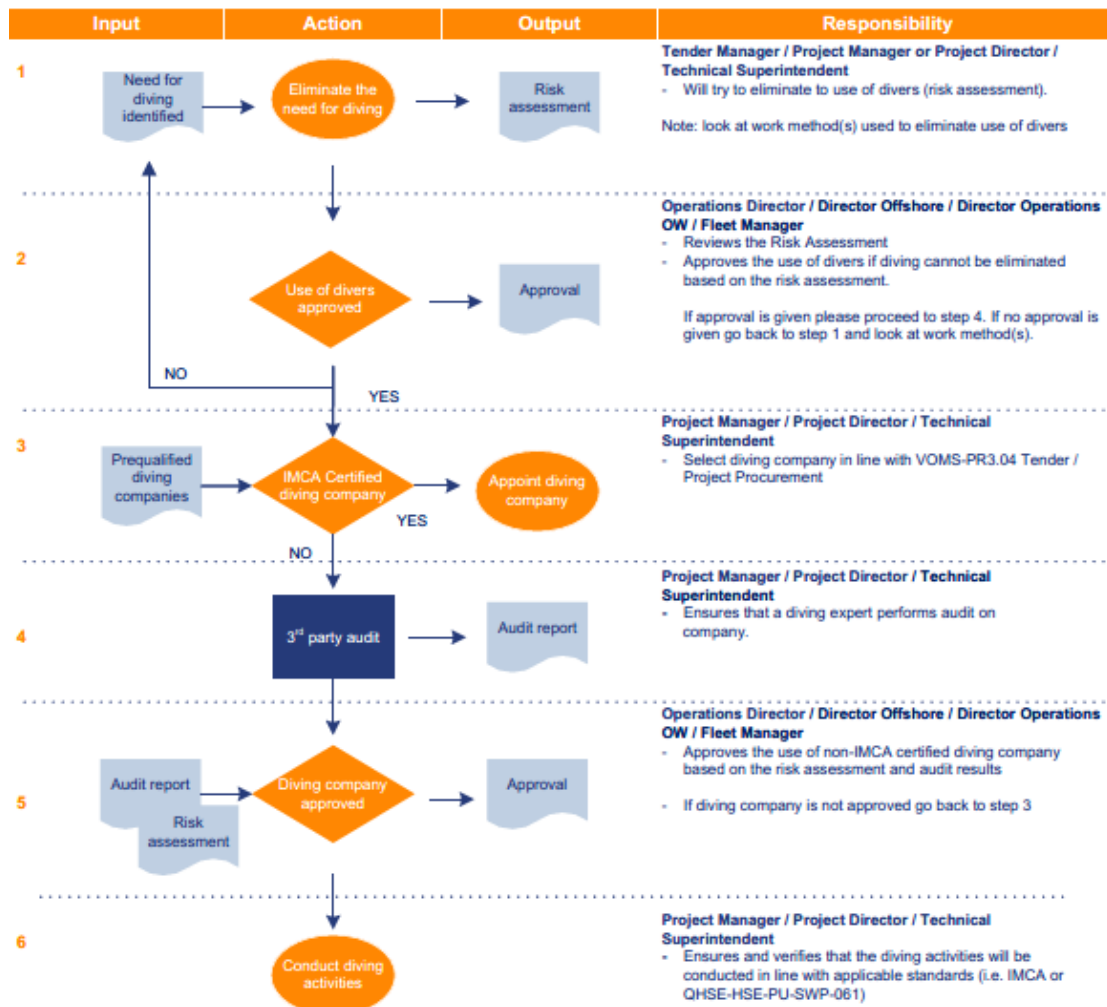 Input
Action
Output
Responsibility
1
Need for
diving
identified
Eliminate the
need for diving
Risk
assessment
Tender Manager / Project Manager or Project Director /
Technical Superintendent
- Will try to eliminate to use of divers (risk assessment).
Note: look at work method(s) used to eliminate use of divers
2
Use of divers
approved
Approval
Operations Director / Director Offshore / Director Operations
OW / Fleet Manager
- Reviews the Risk Assessment
- Approves the use of divers if diving cannot be eliminated
based on the risk assessment.
If approval is given please proceed to step 4. If no approval is
given go back to step 1 and look at work method(s).
NO
YES
3
Prequalified
diving
companies
IMCA Certified
diving company
YES
Appoint diving
company
Project Manager / Project Director / Technical
Superintendent
- Select diving company in line with VOMS-PR3.04 Tender /
Project Procurement
NO
4
3rd party audit
Audit report
Project Manager / Project Director / Technical
Superintendent
- Ensures that a diving expert performs audit on
company.
5
Audit report
Risk
assessment
Diving company
approved
Approval
Operations Director / Director Offshore / Director Operations
OW / Fleet Manager
- Approves the use of non-IMCA certified diving company
based on the risk assessment and audit results
- If diving company is not approved go back to step 3
6
Conduct diving
activities
Project Manager / Project Director / Technical
Superintendent
- Ensures and verifies that the diving activities will be
conducted in line with applicable standards (i.e. IMCA or
QHSE-HSE-PU-SWP-061)